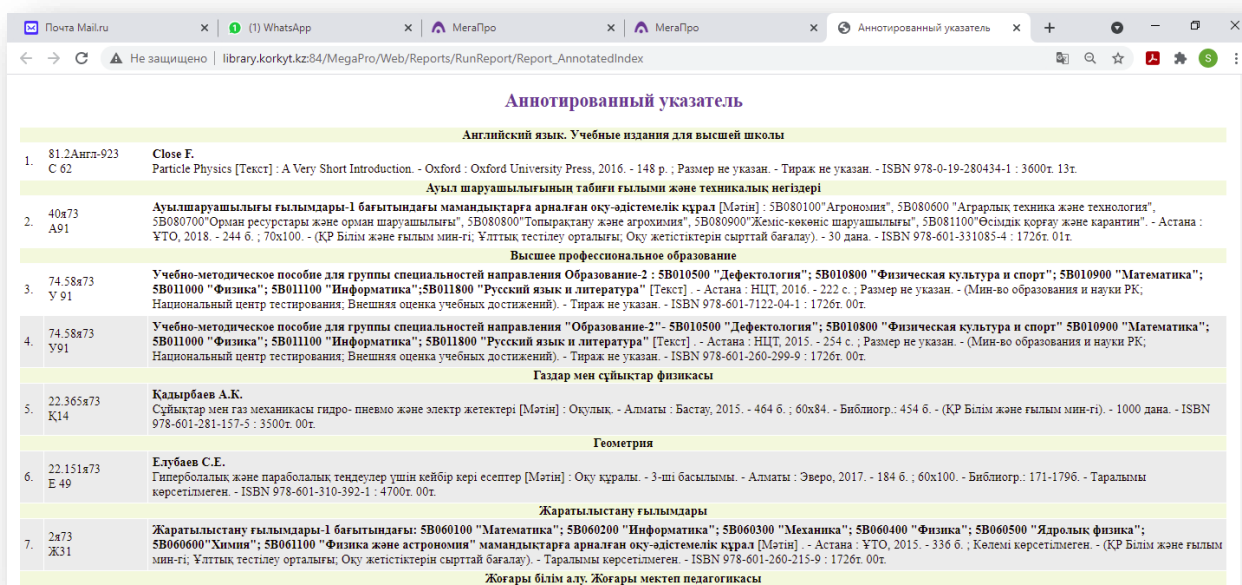 Почта Mail.ru
(1) WhatsApp
МегаПро
МегаПро
Аннотированный указатель
Не защищено | library.korkyt.kz:84/MegaPro/Web/Reports/RunReport/Report_AnnotatedIndex
S
Аннотированный указатель
Английский язык. Учебные издания для высшей школы
1. 81.2Англ-923 Close F.
C 62 Particle Physics [Текст] : A Very Short Introduction. - Oxford : Oxford University Press, 2016. - 148 p. ; Размер не указан. - Тираж не указан. - ISBN 978-0-19-280434-1 : 3600т. 13т.
Ауыл шаруашылығының табиғи ғылыми және техникалық негіздері
Ауылшаруашылығы ғылымдары-1 бағытындағы мамандықтарға арналған оқу-әдістемелік құрал [Мәтін] : 5В080100"Агрономия", 5В080600 "Аграрлық техника және технология",
2. 40я73 5В080700"Орман ресурстары және орман шаруашылығы", 5В080800"Топырақтану және агрохимия", 5В080900"Жеміс-көкөніс шаруашылығы", 5В081100"Өсімдік қорғау және карантин". - Астана :
А91 ҰТО, 2018. - 244 б. ; 70х100. - (ҚР Білім және ғылым мин-гі; Ұлттық тестілеу орталығы; Оқу жетістіктерін сырттай бағалау). - 30 дана. - ISBN 978-601-331085-4 : 1726т. 01т.
Высшее профессиональное образование
Учебно-методическое пособие для группы специальностей направления Образование-2 : 5В010500 "Дефектология"; 5В010800 "Физическая культура и спорт"; 5В010900 "Математика";
3. 74.58я73 5В011000 "Физика"; 5В011100 "Информатика";5В011800 "Русский язык и литература" [Текст] . - Астана : НЦТ, 2016. - 222 с. ; Размер не указан. - (Мин-во образования и науки РК;
У 91 Национальный центр тестирования; Внешняя оценка учебных достижений). - Тираж не указан. - ISBN 978-601-7122-04-1 : 1726т. 00т.
Учебно-методическое пособие для группы специальностей направления "Образование-2"- 5В010500 "Дефектология"; 5В010800 "Физическая культура и спорт" 5В010900 "Математика";
4. 74.58я73 5В011000 "Физика"; 5В011100 "Информатика"; 5В011800 "Русский язык и литература" [Текст] . - Астана : НЦТ, 2015. - 254 с. ; Размер не указан. - (Мин-во образования и науки РК;
У91 Национальный центр тестирования; Внешняя оценка учебных достижений). - Тираж не указан. - ISBN 978-601-260-299-9 : 1726т. 00т.
Газдар мен сұйықтар физикасы
Қадырбаев А.К.
5. 22.365я73 Сұйықтар мен газ механикасы гидро- пневмо және электр жетектері [Мәтін] : Оқулық. - Алматы : Бастау, 2015. - 464 б. ; 60х84. - Библиогр.: 454 б. - (ҚР Білім және ғылым мин-гі). - 1000 дана. - ISBN
Қ14 978-601-281-157-5 : 3500т. 00т.
Геометрия
Елубаев С.Е.
6. 22.151я73 Гиперболалық және параболалық теңдеулер үшін кейбір кері есептер [Мәтін] : Оқу құралы. - 3-ші басылымы. - Алматы : Эверо, 2017. - 184 б. ; 60х100. - Библиогр.: 171-179б. - Таралымы
Е 49 көрсетілмеген. - ISBN 978-601-310-392-1 : 4700т. 00т.
Жаратылыстану ғылымдары
Жаратылыстану ғылымдары-1 бағытындағы: 5В060100 "Математика"; 5В060200 "Информатика"; 5В060300 "Механика"; 5В060400 "Физика"; 5В060500 "Ядролық физика";
7. 2я73 5В060600"Химия"; 5В061100 "Физика және астрономия" мамандықтарға арналған оқу-әдістемелік құрал [Мәтін] . - Астана : ҰТО, 2015. - 336 б. ; Көлемі көрсетілмеген. - (ҚР Білім және ғылым
Ж31 мин-гі; Ұлттық тестілеу орталығы; Оқу жетістіктерін сырттай бағалау). - Таралымы көрсетілмеген. - ISBN 978-601-260-215-9 : 1726т. 00т.
Жоғары білім алу. Жоғары мектеп педагогикасы